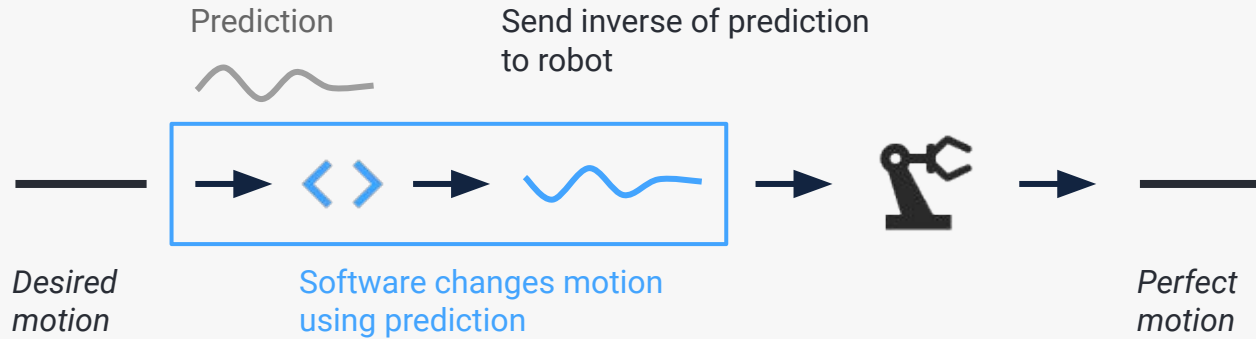 Prediction
Send inverse of prediction
to robot
Desired
motion
Software changes motion
using prediction
Perfect
motion